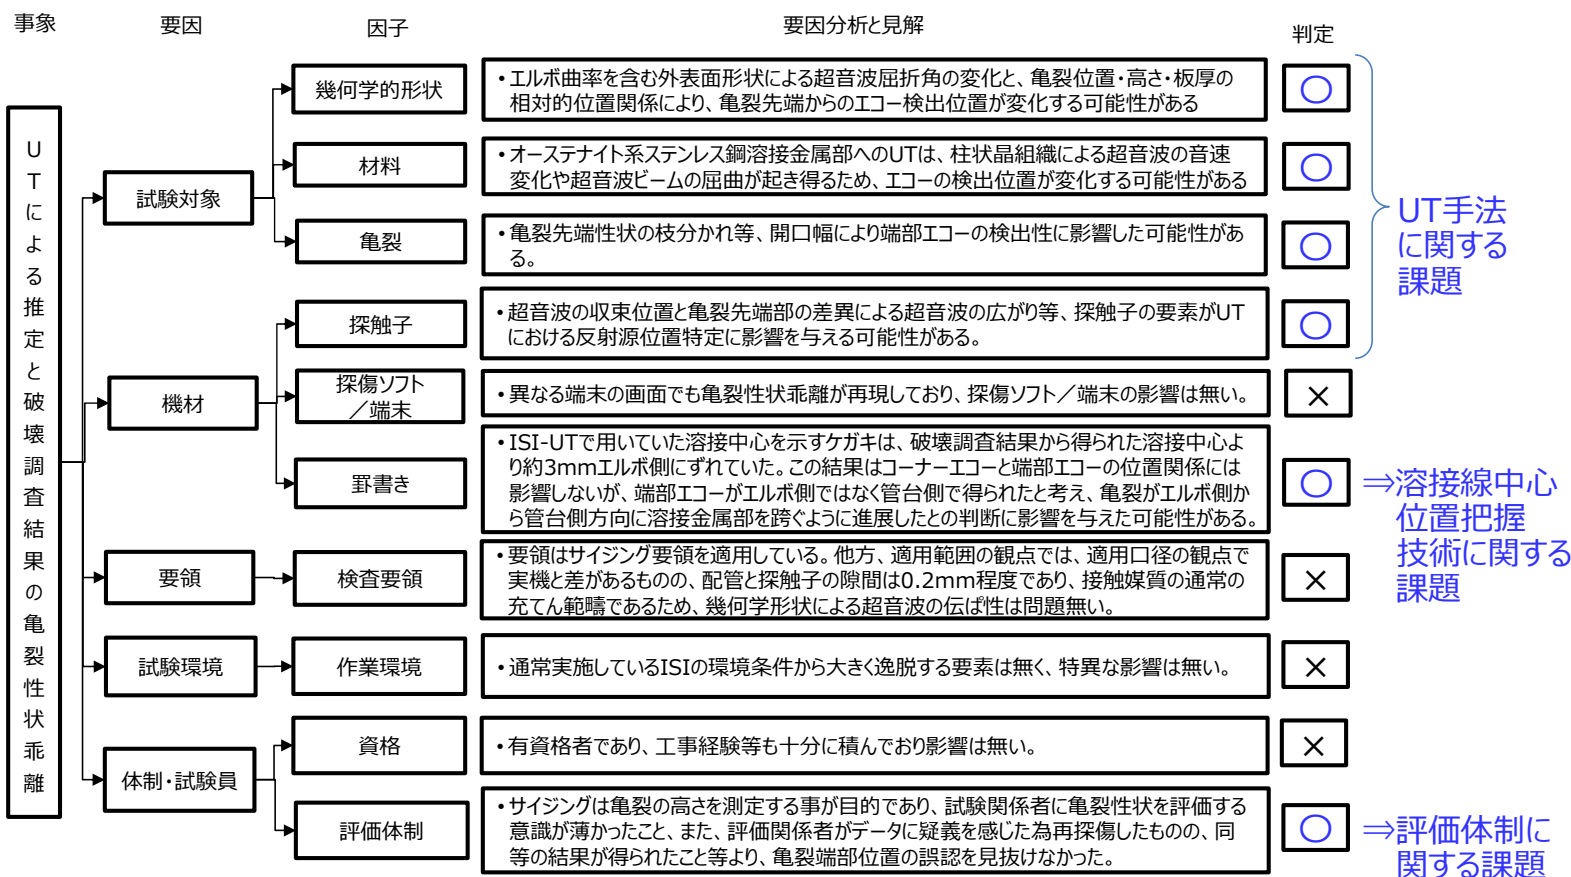 事象
要因
因子
要因分析と見解
判定
UTによる推定と破壊調査結果の亀裂性状乖離
試験対象
幾何学的形状
・エルボ曲率を含む外表面形状による超音波屈折角の変化と、亀裂位置・高さ・板厚の
相対的位置関係により、亀裂先端からのエコー検出位置が変化する可能性がある
〇
材料
・オーステナイト系ステンレス鋼溶接金属部へのUTは、柱状晶組織による超音波の音速
変化や超音波ビームの屈曲が起き得るため、エコーの検出位置が変化する可能性がある
〇
亀裂
・亀裂先端性状の枝分かれ等、開口幅により端部エコーの検出性に影響した可能性があ
る。
〇
機材
探触子
・超音波の収束位置と亀裂先端部の差異による超音波の広がり等、探触子の要素がUT
における反射源位置特定に影響を与える可能性がある。
〇
UT手法
に関する
課題
探傷ソフト
／端末
・異なる端末の画面でも亀裂性状乖離が再現しており、探傷ソフト／端末の影響は無い。
×
罫書き
・ISI-UTで用いていた溶接中心を示すケガキは、破壊調査結果から得られた溶接中心よ
り約3mmエルボ側にずれていた。この結果はコーナーエコーと端部エコーの位置関係には
影響しないが、端部エコーがエルボ側ではなく管台側で得られたと考え、亀裂がエルボ側か
ら管台側方向に溶接金属部を跨ぐように進展したとの判断に影響を与えた可能性がある。
〇
⇒溶接線中心
位置把握
技術に関する
課題
要領
検査要領
・要領はサイジング要領を適用している。他方、適用範囲の観点では、適用口径の観点で
実機と差があるものの、配管と探触子の隙間は0.2mm程度であり、接触媒質の通常の
充てん範疇であるため、幾何学形状による超音波の伝ぱ性は問題無い。
×
試験環境
作業環境
・通常実施しているISIの環境条件から大きく逸脱する要素は無く、特異な影響は無い。
×
体制・試験員
資格
・有資格者であり、工事経験等も十分に積んでおり影響は無い。
×
評価体制
・サイジングは亀裂の高さを測定する事が目的であり、試験関係者に亀裂性状を評価する
意識が薄かったこと、また、評価関係者がデータに疑義を感じた為再探傷したものの、同
等の結果が得られたこと等より、亀裂端部位置の誤認を見抜けなかった。
〇
⇒評価体制に
関する課題